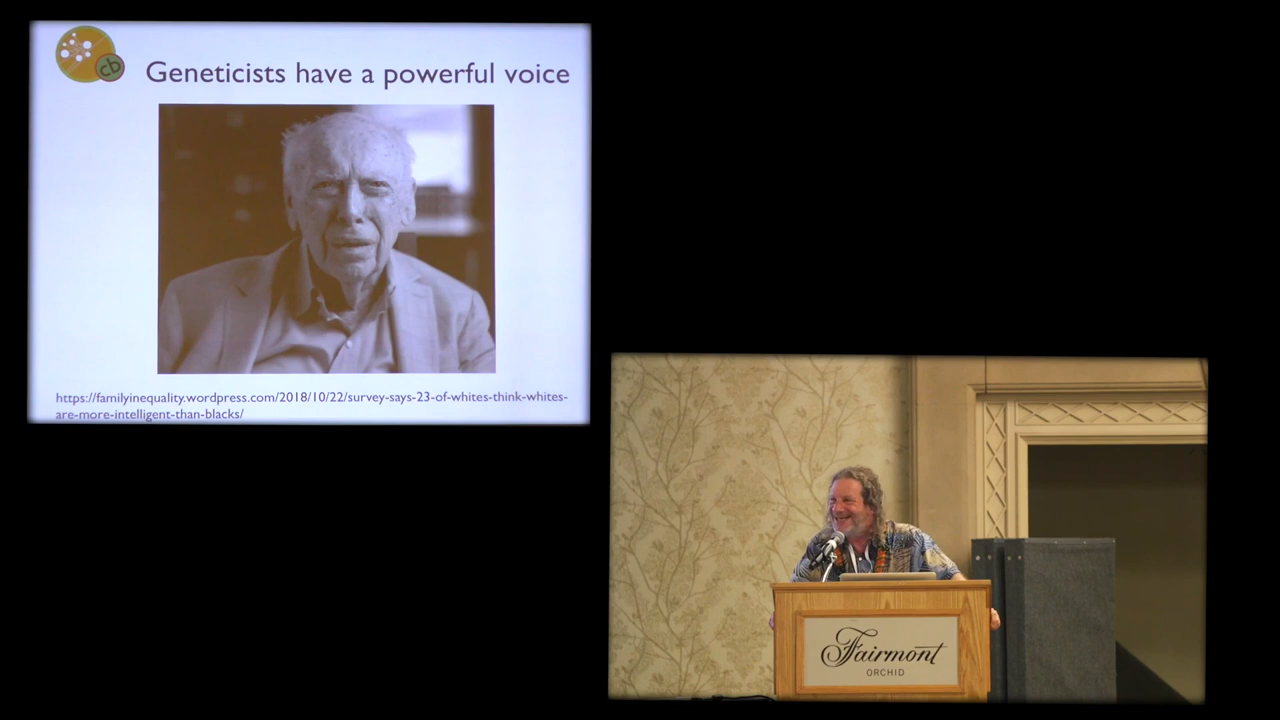 cb
Geneticists have a powerful voice
https://familyinequality.wordpress.com/2018/10/22/survey-says-23-of-whites-think-whites-
are-more-intelligent-than-blacks/
Fairmont
ORCHID